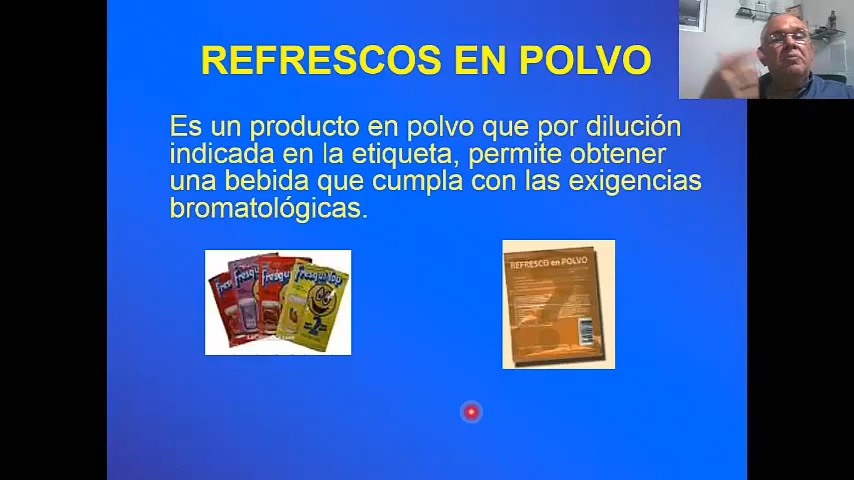 REFRESCOS EN POLVO
Es un producto en polvo que por dilución
indicada en la etiqueta, permite obtener
una bebida que cumpla con las exigencias
bromatológicas.
REFRESCO en POLVO